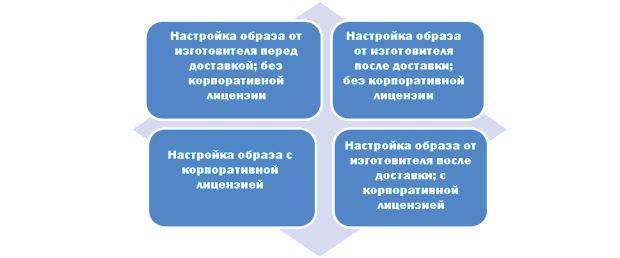 Настройка образа от
изготовителя перед
доставкой; без
корпоративной
лицензии
Настройка образа
от изготовителя
после доставки;
без корпоративной
лицензии
Настройка образа с
корпоративной
лицензией
Настройка образа от
изготовителя после
доставки; с
корпоративной
лицензией